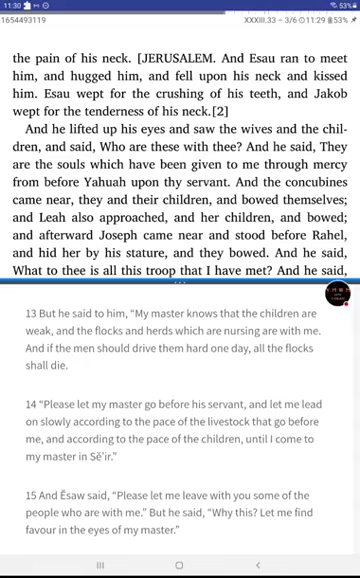 11:30
53%
1654493119
XXXIII.33 – 3/6 11:29 53%
the pain of his neck. [JERUSALEM. And Esau ran to meet
him, and hugged him, and fell upon his neck and kissed
him. Esau wept for the crushing of his teeth, and Jakob
wept for the tenderness of his neck.[2]
And he lifted up his eyes and saw the wives and the chil-
dren, and said, Who are these with thee? And he said, They
are the souls which have been given to me through mercy
from before Yahuah upon thy servant. And the concubines
came near, they and their children, and bowed themselves;
and Leah also approached, and her children, and bowed;
and afterward Joseph came near and stood before Rahel,
and hid her by his stature, and they bowed. And he said,
What to thee is all this troop that I have met? And he said,
13 But he said to him, “My master knows that the children are
weak, and the flocks and herds which are nursing are with me.
And if the men should drive them hard one day, all the flocks
shall die.
14 “Please let my master go before his servant, and let me lead
on slowly according to the pace of the livestock that go before
me, and according to the pace of the children, until I come to
my master in Sĕ‛ir.”
15 And Ĕsaw said, “Please let me leave with you some of the
people who are with me.” But he said, “Why this? Let me find
favour in the eyes of my master.”